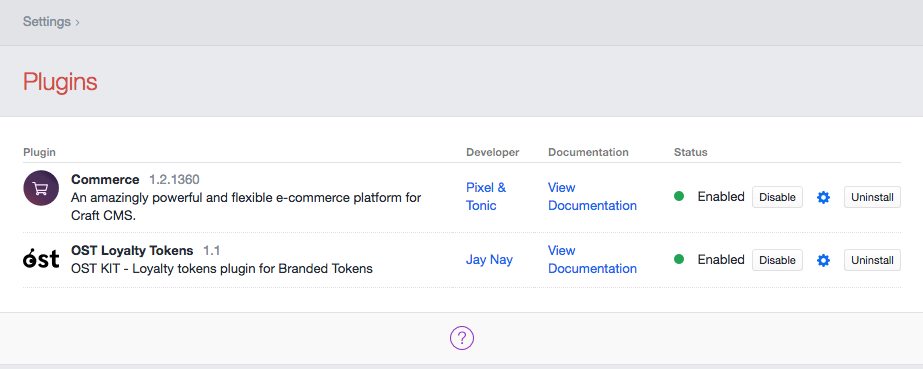 Settings ›
Plugins
Plugin Developer Documentation Status
Commerce 1.2.1360
An amazingly powerful and flexible e-commerce platform for
Craft CMS.
Pixel &
Tonic
View
Documentation
Enabled Disable Uninstall
ost
OST Loyalty Tokens 1.1
OST KIT - Loyalty tokens plugin for Branded Tokens
Jay Nay
View
Documentation
Enabled Disable Uninstall
?